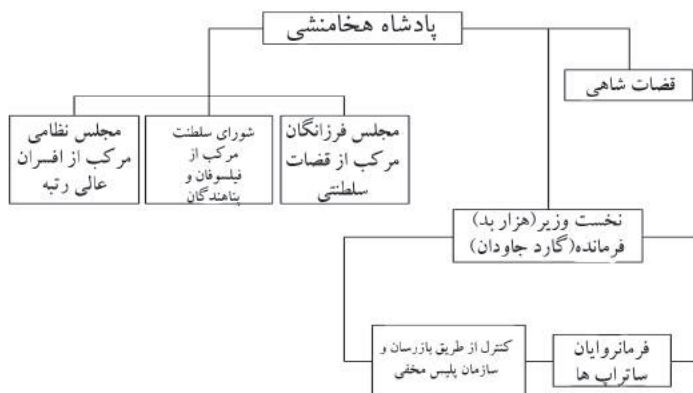 پادشاه هخامنشی
قضات شاهی
مجلس فرزانگان
مرکب از قضات
سلطنتی
شورای سلطنت
مرکب از
فیلسوفان و
پناهندگان
مجلس نظامی
مرکب از افسران
عالی رتبه
نخست وزیر(هزار بد)
فرمانده(گارد جاودان)
فرمانروایان
ساتراپ ها
کنترل از طریق بازرسان و
سازمان پلیس مخفی